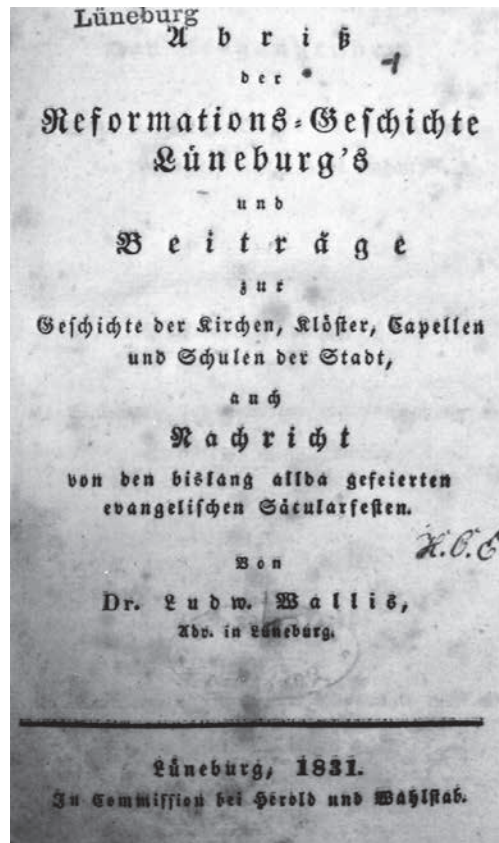 Lüneburg
Abriß
der
Reformations-Geschichte
Lüneburg's
und
Beiträge
zur
Geschichte der Kirchen, Klöster, Capellen
und Schulen der Stadt,
auch
Nachricht
von den bislang allda gefeierten
evangelischen Säcularfesten.
Von
Dr. Ludw. Wallis,
Adv. in Lüneburg.
Lüneburg, 1831.
In Commission bei Herold und Wahlstab.